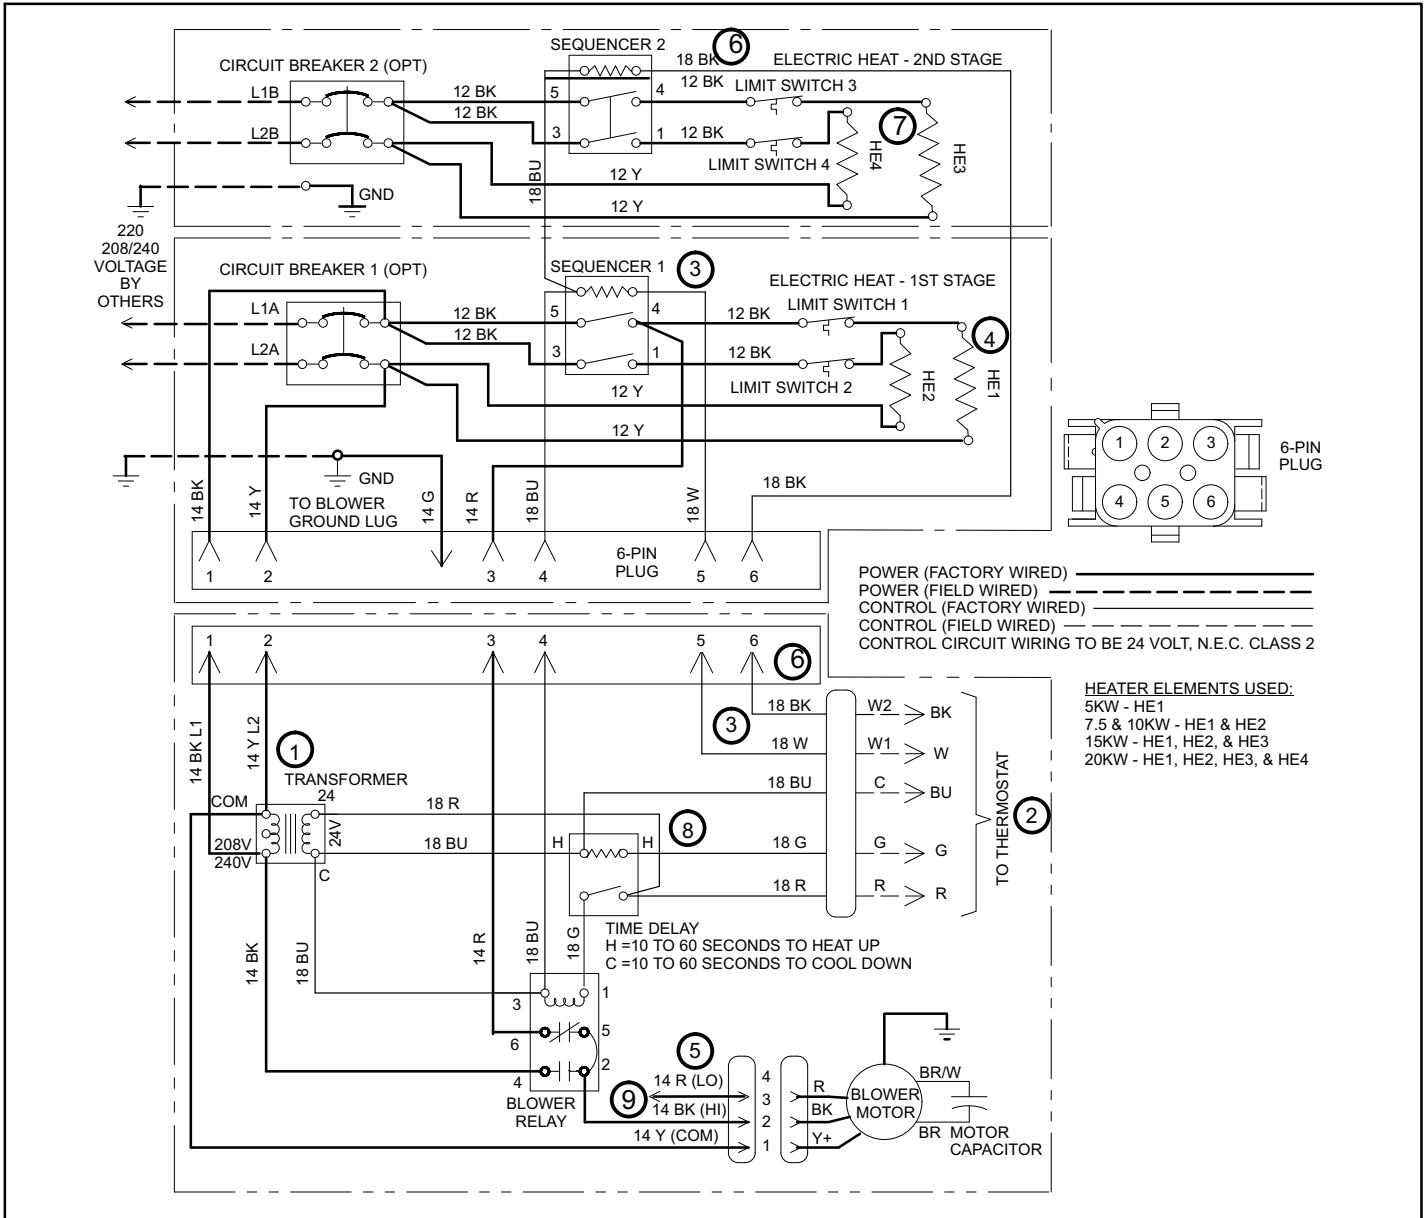 SEQUENCER 2
6
18 BK
ELECTRIC HEAT - 2ND STAGE
CIRCUIT BREAKER 2 (OPT)
12 BK
LIMIT SWITCH 3
L1B
12 BK
5
4
12 BK
7
L2B
3
1
12 BK
LIMIT SWITCH 4
HE4
HE3
18 BU
12 Y
GND
12 Y
220
208/240
VOLTAGE
BY
OTHERS
CIRCUIT BREAKER 1 (OPT)
SEQUENCER 1
3
ELECTRIC HEAT - 1ST STAGE
LIMIT SWITCH 1
L1A
12 BK
5
4
12 BK
12 BK
4
L2A
3
1
12 BK
LIMIT SWITCH 2
HE2
HE1
12 Y
12 Y
GND
TO BLOWER
GROUND LUG
14 BK
14 Y
14 G
14 R
18 BU
18 W
18 BK
6-PIN
PLUG
1
2
3
4
5
6
1
2
3
4
5
6
6-PIN
PLUG
POWER (FACTORY WIRED)
POWER (FIELD WIRED)
CONTROL (FACTORY WIRED)
CONTROL (FIELD WIRED)
CONTROL CIRCUIT WIRING TO BE 24 VOLT, N.E.C. CLASS 2
HEATER ELEMENTS USED:
5KW - HE1
7.5 & 10KW - HE1 & HE2
15KW - HE1, HE2, & HE3
20KW - HE1, HE2, HE3, & HE4
1
2
3
4
5
6
6
14 BK L1
14 Y L2
1
TRANSFORMER
COM
24
24V
208V
240V
C
3
18 BK
W2
BK
18 W
W1
W
18 BU
C
BU
18 R
18 BU
H
H
8
18 G
G
G
18 R
R
R
TO THERMOSTAT
2
TIME DELAY
H =10 TO 60 SECONDS TO HEAT UP
C =10 TO 60 SECONDS TO COOL DOWN
14 BK
18 BU
14 R
18 BU
18 G
3
1
6
5
4
2
BLOWER
RELAY
5
9
14 R (LO)
14 BK (HI)
14 Y (COM)
4
3
2
1
R
BK
Y+
BLOWER
MOTOR
BR/W
BR
MOTOR
CAPACITOR